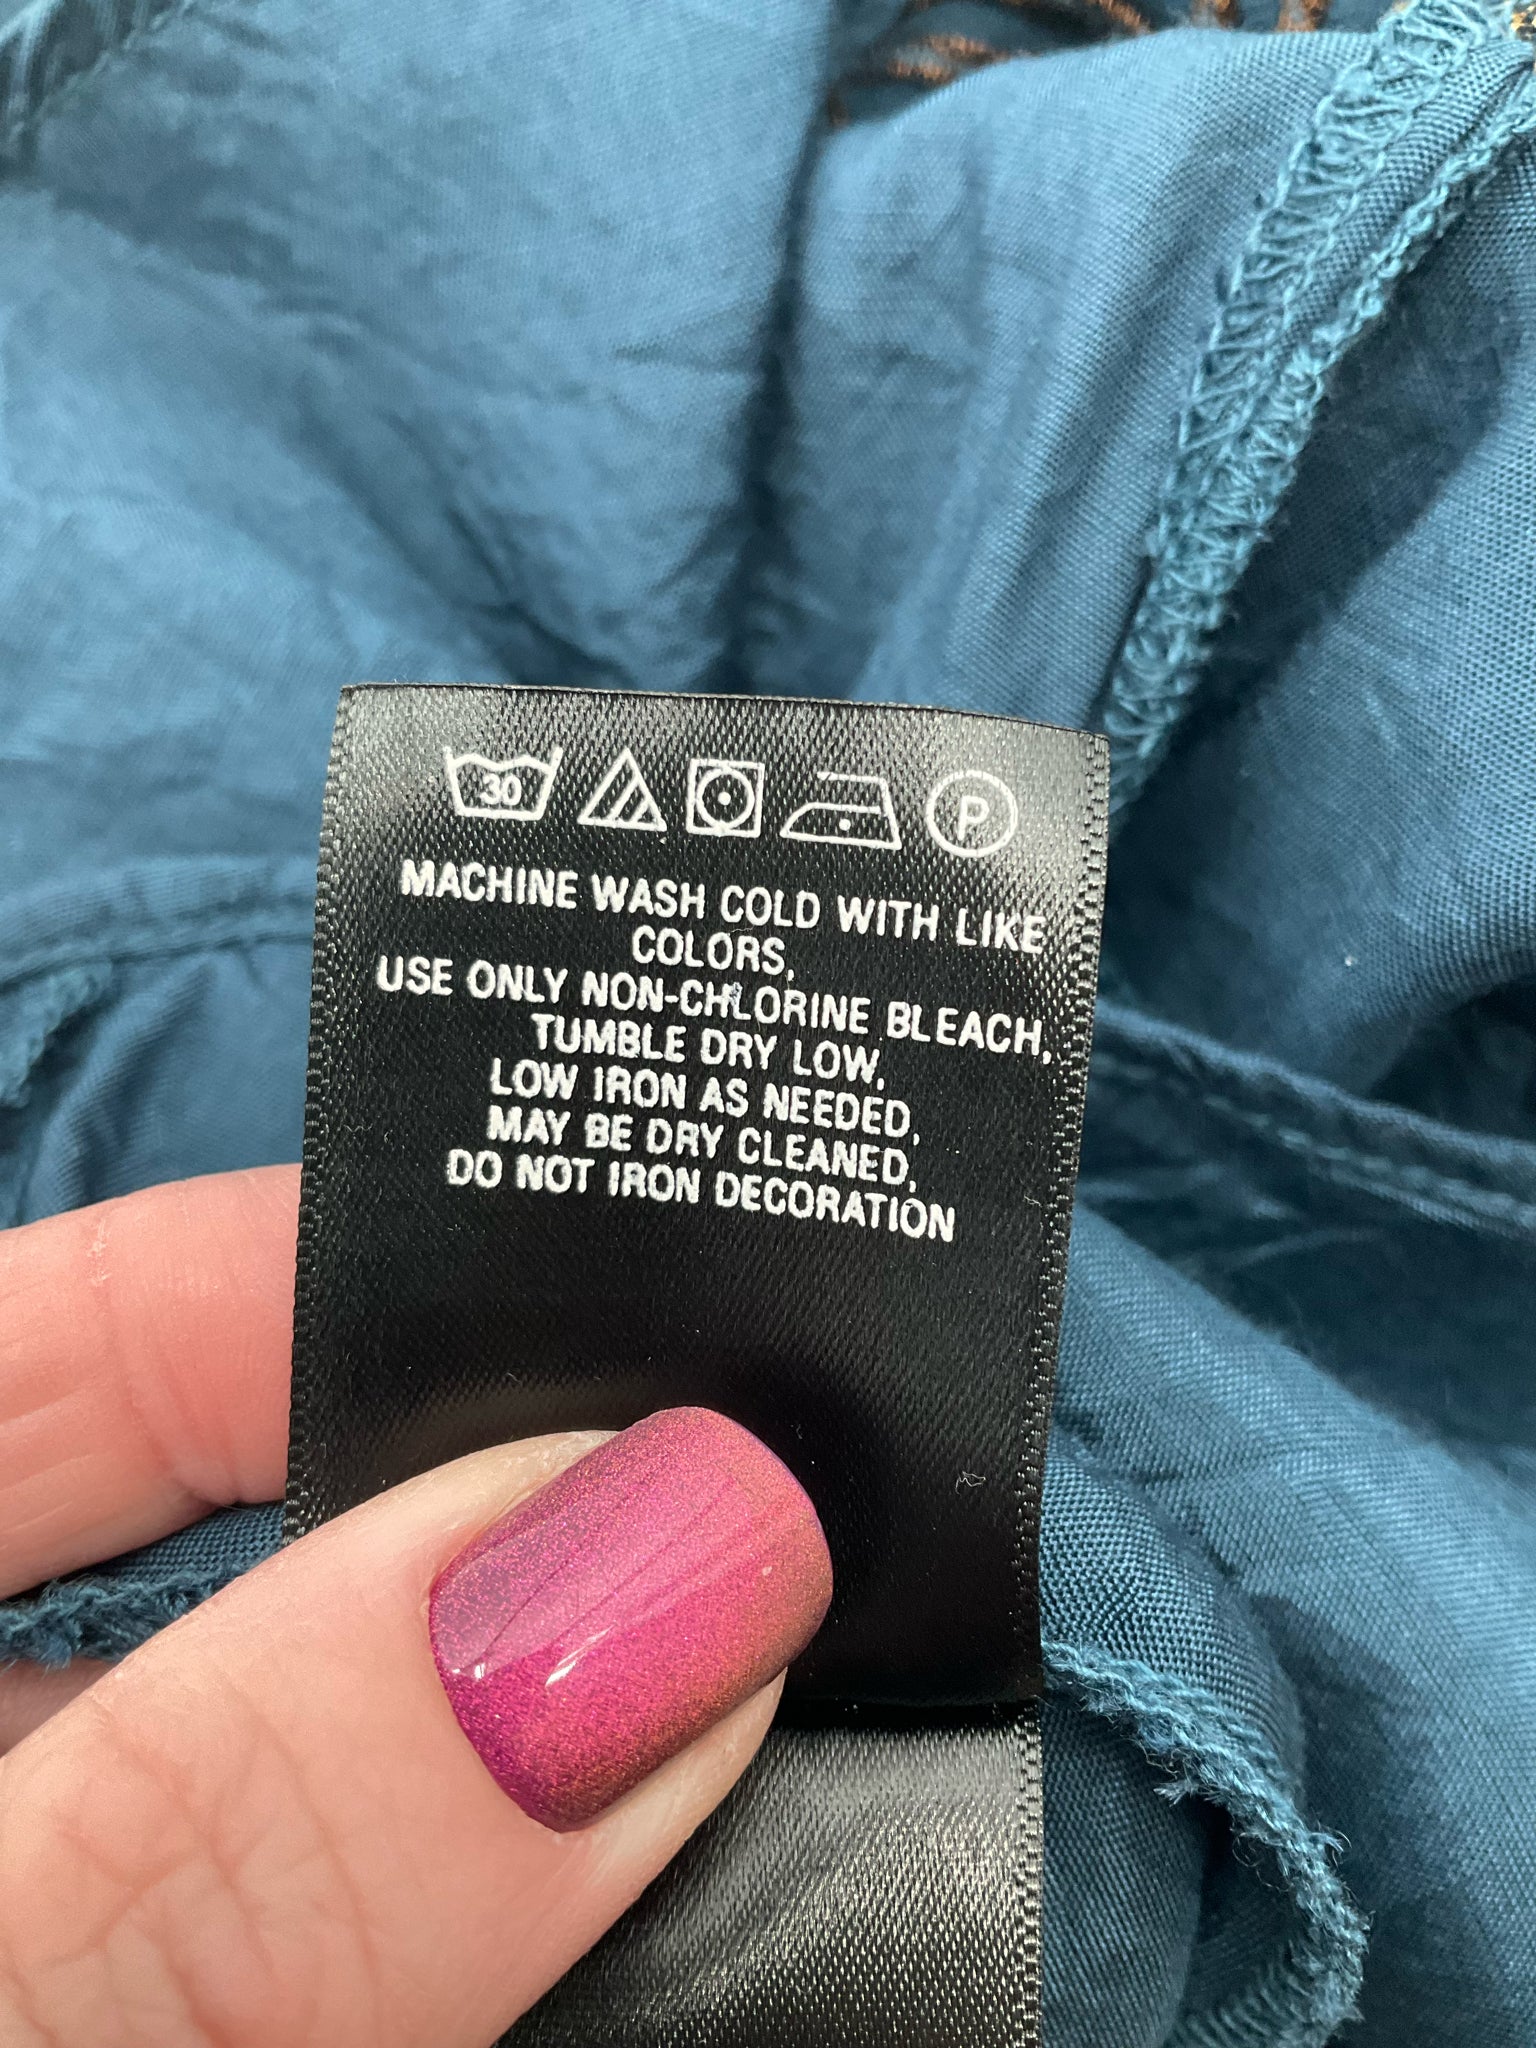 30 P
MACHINE WASH COLD WITH LIKE
COLORS,
USE ONLY NON-CHLORINE BLEACH,
TUMBLE DRY LOW,
LOW IRON AS NEEDED,
MAY BE DRY CLEANED,
DO NOT IRON DECORATION